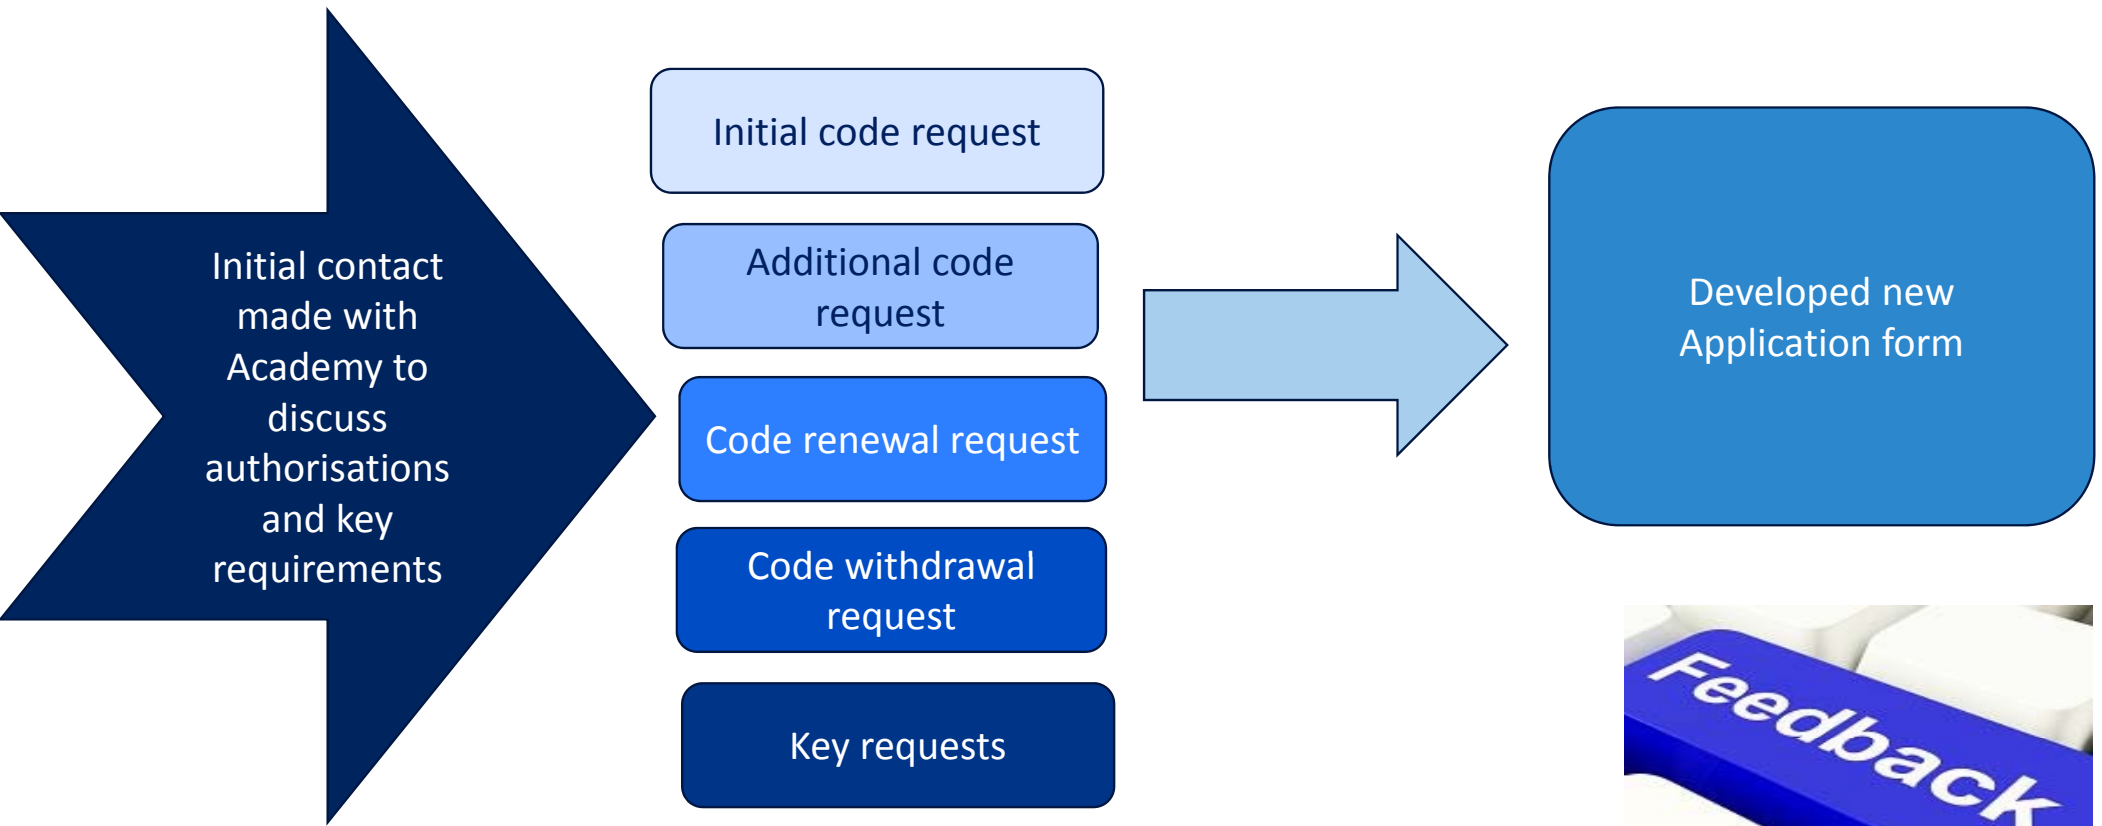 Initial contact
made with
Academy to
discuss
authorisations
and key
requirements
Initial code request
Additional code
request
Code renewal request
Code withdrawal
request
Key requests
Developed new
Application form
Feedback